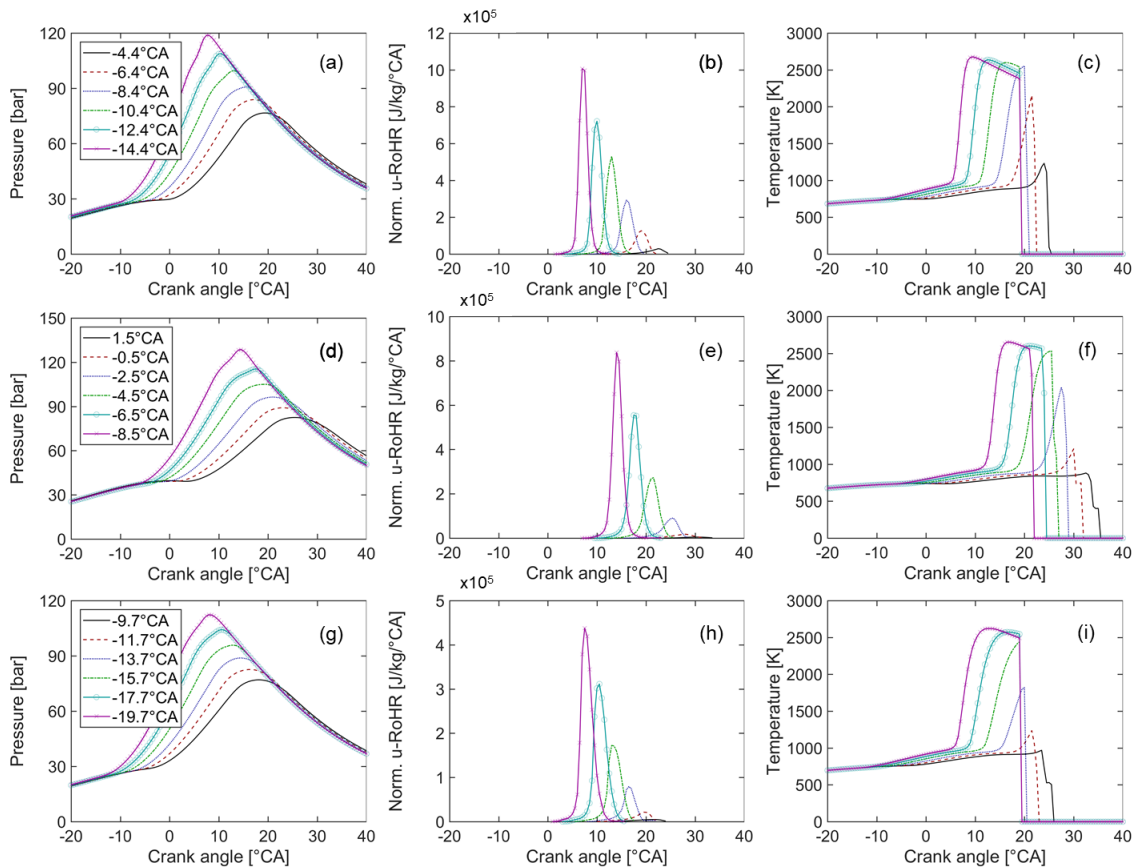 x10⁵
120
90
60
30
0
Pressure [bar]
-4.4°CA
-6.4°CA
-8.4°CA
-10.4°CA
-12.4°CA
-14.4°CA
(a)
-20 -10 0 10 20 30 40
Crank angle [°CA]
12
10
8
6
4
2
0
Norm. u-RoHR [J/kg/°CA]
(b)
-20 -10 0 10 20 30 40
Crank angle [°CA]
3000
2500
2000
1500
1000
500
0
Temperature [K]
(c)
-20 -10 0 10 20 30 40
Crank angle [°CA]
x10⁵
150
120
90
60
30
0
Pressure [bar]
1.5°CA
-0.5°CA
-2.5°CA
-4.5°CA
-6.5°CA
-8.5°CA
(d)
-20 -10 0 10 20 30 40
Crank angle [°CA]
10
8
6
4
2
0
Norm. u-RoHR [J/kg/°CA]
(e)
-20 -10 0 10 20 30 40
Crank angle [°CA]
3000
2500
2000
1500
1000
500
0
Temperature [K]
(f)
-20 -10 0 10 20 30 40
Crank angle [°CA]
x10⁵
120
90
60
30
0
Pressure [bar]
-9.7°CA
-11.7°CA
-13.7°CA
-15.7°CA
-17.7°CA
-19.7°CA
(g)
-20 -10 0 10 20 30 40
Crank angle [°CA]
5
4
3
2
1
0
Norm. u-RoHR [J/kg/°CA]
(h)
-20 -10 0 10 20 30 40
Crank angle [°CA]
3000
2500
2000
1500
1000
500
0
Temperature [K]
(i)
-20 -10 0 10 20 30 40
Crank angle [°CA]